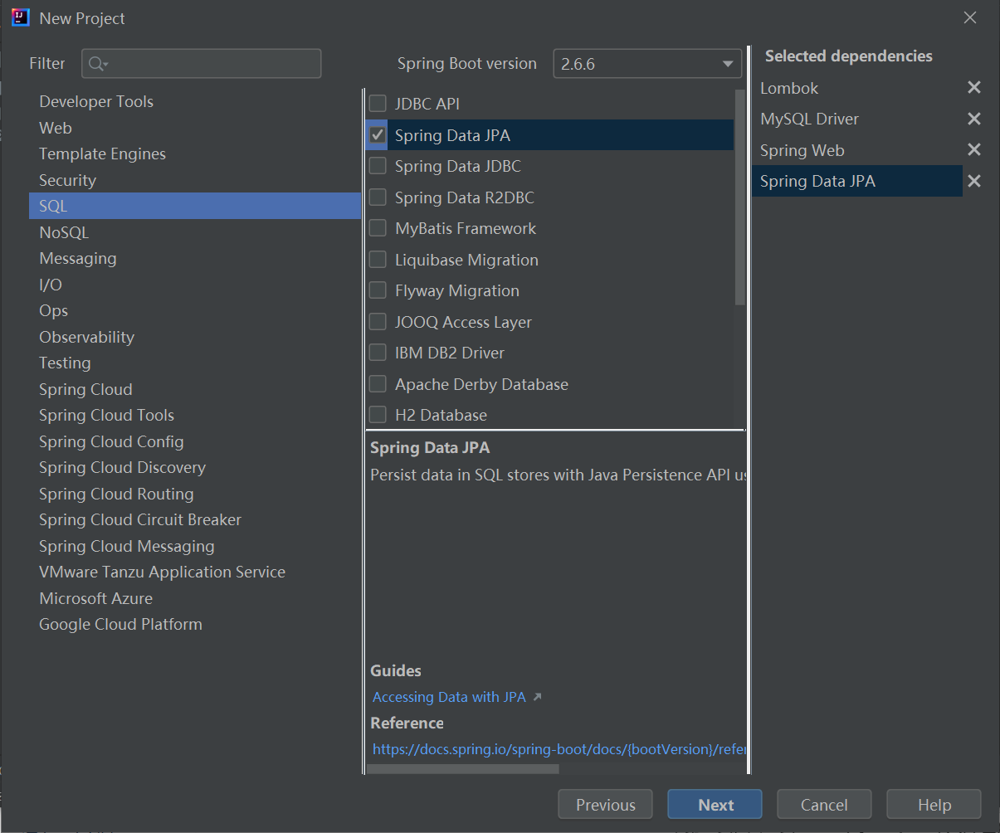 New Project
Filter
Spring Boot version 2.6.6
Developer Tools
Web
Template Engines
Security
SQL
NoSQL
Messaging
I/O
Ops
Observability
Testing
Spring Cloud
Spring Cloud Tools
Spring Cloud Config
Spring Cloud Discovery
Spring Cloud Routing
Spring Cloud Circuit Breaker
Spring Cloud Messaging
VMware Tanzu Application Service
Microsoft Azure
Google Cloud Platform
JDBC API
Spring Data JPA
Spring Data JDBC
Spring Data R2DBC
MyBatis Framework
Liquibase Migration
Flyway Migration
JOOQ Access Layer
IBM DB2 Driver
Apache Derby Database
H2 Database
Spring Data JPA
Persist data in SQL stores with Java Persistence API us
Guides
Accessing Data with JPA
Reference
https://docs.spring.io/spring-boot/docs/{bootVersion}/refer
Selected dependencies
Lombok
MySQL Driver
Spring Web
Spring Data JPA
Previous
Next
Cancel
Help